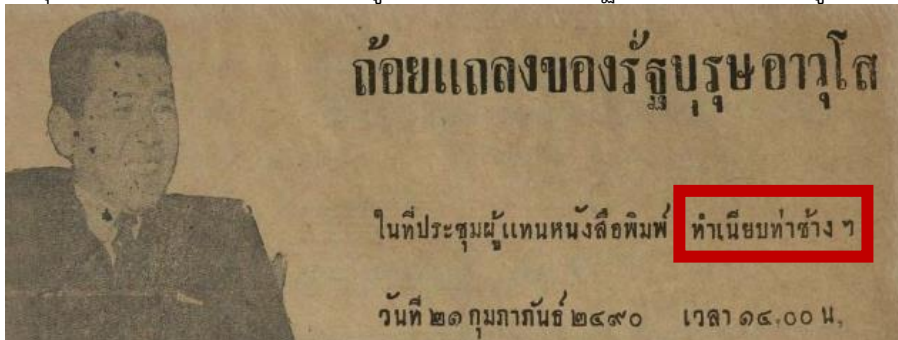 ถ้อยแถลงของรัฐบุรุษอาวุโส
ในที่ประชุมผู้แทนหนังสือพิมพ์ ทำเนียบท่าช้าง ฯ
วันที่ ๒๑ กุมภาพันธ์ ๒๔๙๐ เวลา ๑๔.๐๐ น.